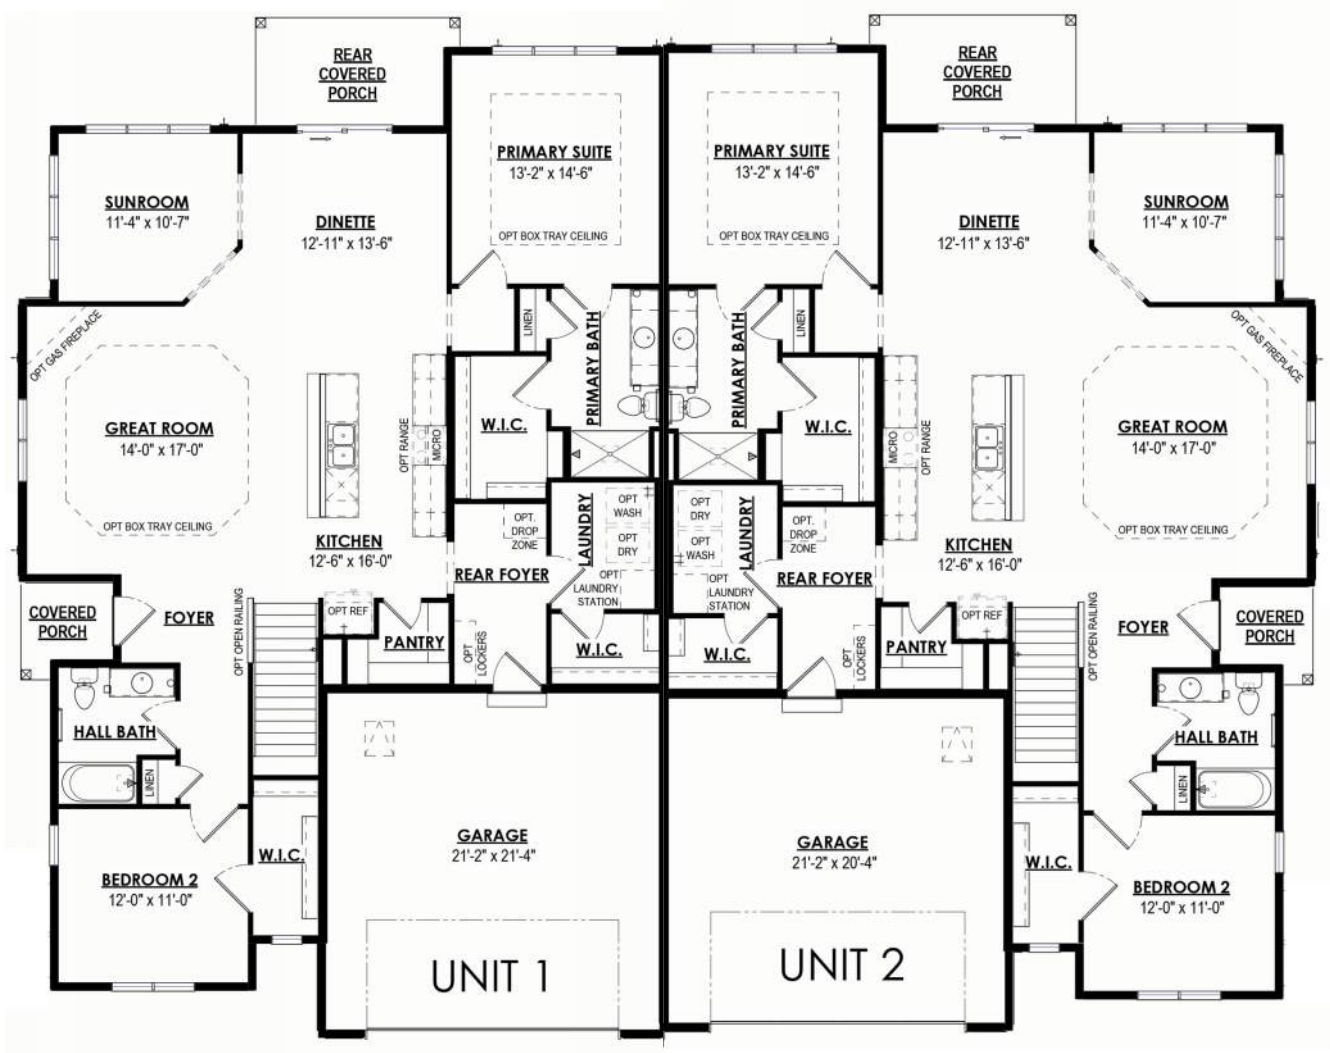 REAR
COVERED
PORCH
PRIMARY SUITE
13'-2" x 14'-6"
OPT BOX TRAY CEILING
SUNROOM
11'-4" x 10'-7"
DINETTE
12'-11" x 13'-6"
OPT GAS FIREPLACE
LINEN
PRIMARY BATH
GREAT ROOM
14'-0" x 17'-0"
OPT BOX TRAY CEILING
OPT RANGE
MICRO
W.I.C.
KITCHEN
12'-6" x 16'-0"
OPT.
DROP
ZONE
LAUNDRY
OPT
WASH
OPT
DRY
OPT
LAUNDRY
STATION
REAR FOYER
COVERED
PORCH
FOYER
OPT OPEN RAILING
OPT REF
PANTRY
OPT
LOCKERS
W.I.C.
HALL BATH
LINEN
GARAGE
21'-2" x 21'-4"
W.I.C.
BEDROOM 2
12'-0" x 11'-0"
UNIT 1
REAR
COVERED
PORCH
PRIMARY SUITE
13'-2" x 14'-6"
OPT BOX TRAY CEILING
DINETTE
12'-11" x 13'-6"
SUNROOM
11'-4" x 10'-7"
OPT GAS FIREPLACE
PRIMARY BATH
LINEN
W.I.C.
MICRO
OPT RANGE
GREAT ROOM
14'-0" x 17'-0"
OPT BOX TRAY CEILING
OPT
DRY
OPT
WASH
LAUNDRY
OPT
LAUNDRY
STATION
OPT.
DROP
ZONE
KITCHEN
12'-6" x 16'-0"
REAR FOYER
W.I.C.
OPT
LOCKERS
PANTRY
OPT REF
OPT OPEN RAILING
FOYER
COVERED
PORCH
HALL BATH
LINEN
GARAGE
21'-2" x 20'-4"
W.I.C.
BEDROOM 2
12'-0" x 11'-0"
UNIT 2